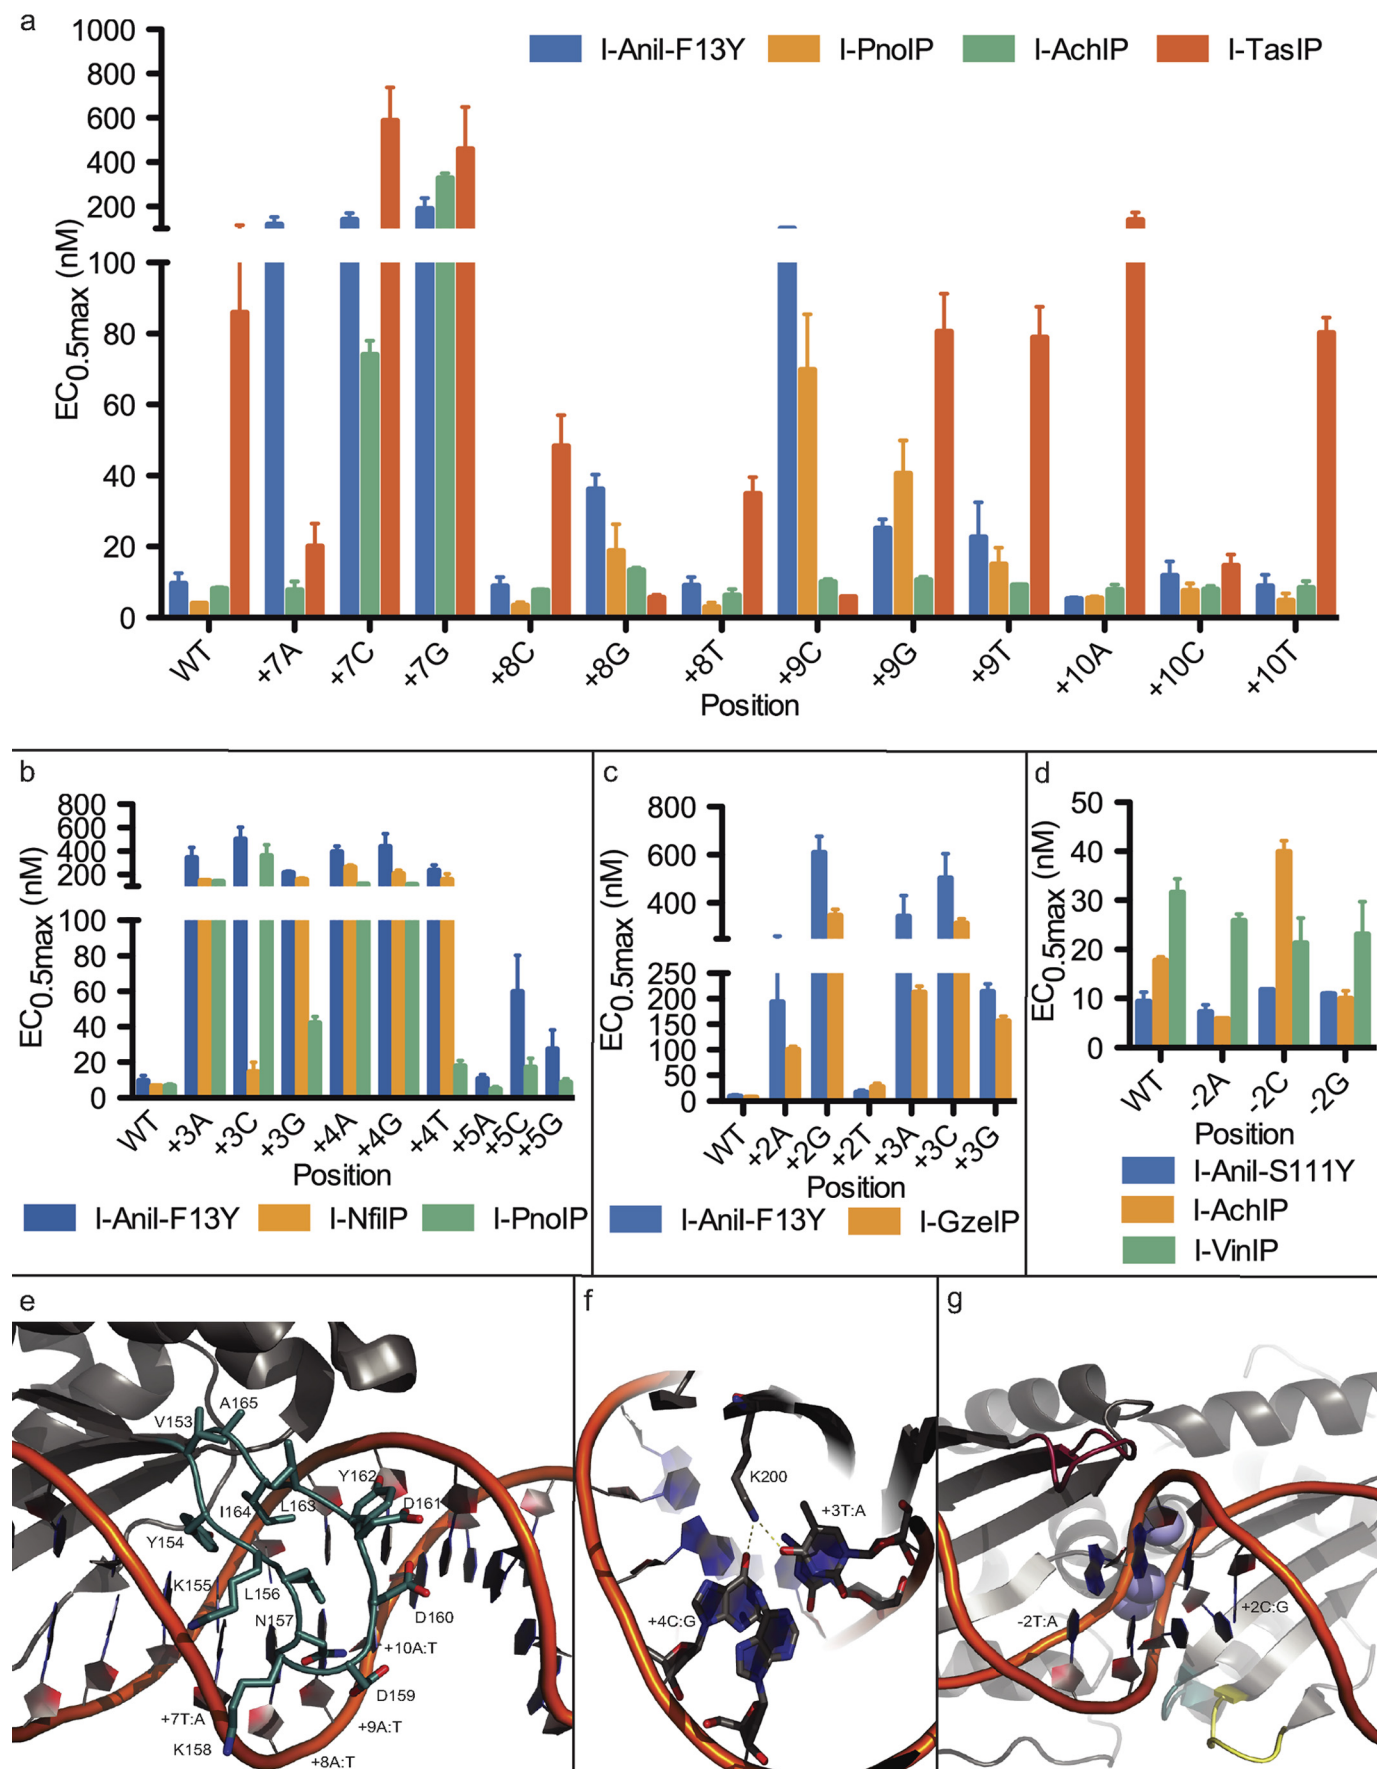 a
I-AniI-F13Y I-PnoIP I-AchIP I-TasIP
EC0.5max (nM)
1000
800
600
400
200
100
80
60
40
20
0
WT +7A +7C +7G +8C +8G +8T +9C +9G +9T +10A +10C +10T
Position
b
EC0.5max (nM)
800
600
400
200
100
80
60
40
20
0
WT +3A +3C +3G +4A +4G +4T +5A +5C +5G
Position
I-AniI-F13Y I-NfiIP I-PnoIP
c
EC0.5max (nM)
800
600
400
250
200
150
100
50
0
WT +2A +2G +2T +3A +3C +3G
Position
I-AniI-F13Y I-GzeIP
d
EC0.5max (nM)
50
40
30
20
10
0
WT -2A -2C -2G
Position
I-AniI-S111Y
I-AchIP
I-VinIP
e
A165
V153
Y162
I164 L163 D161
Y154
K155
L156
D160
N157
+10A:T
D159
+7T:A
+9A:T
K158
+8A:T
f
K200
+3T:A
+4C:G
g
-2T:A
+2C:G